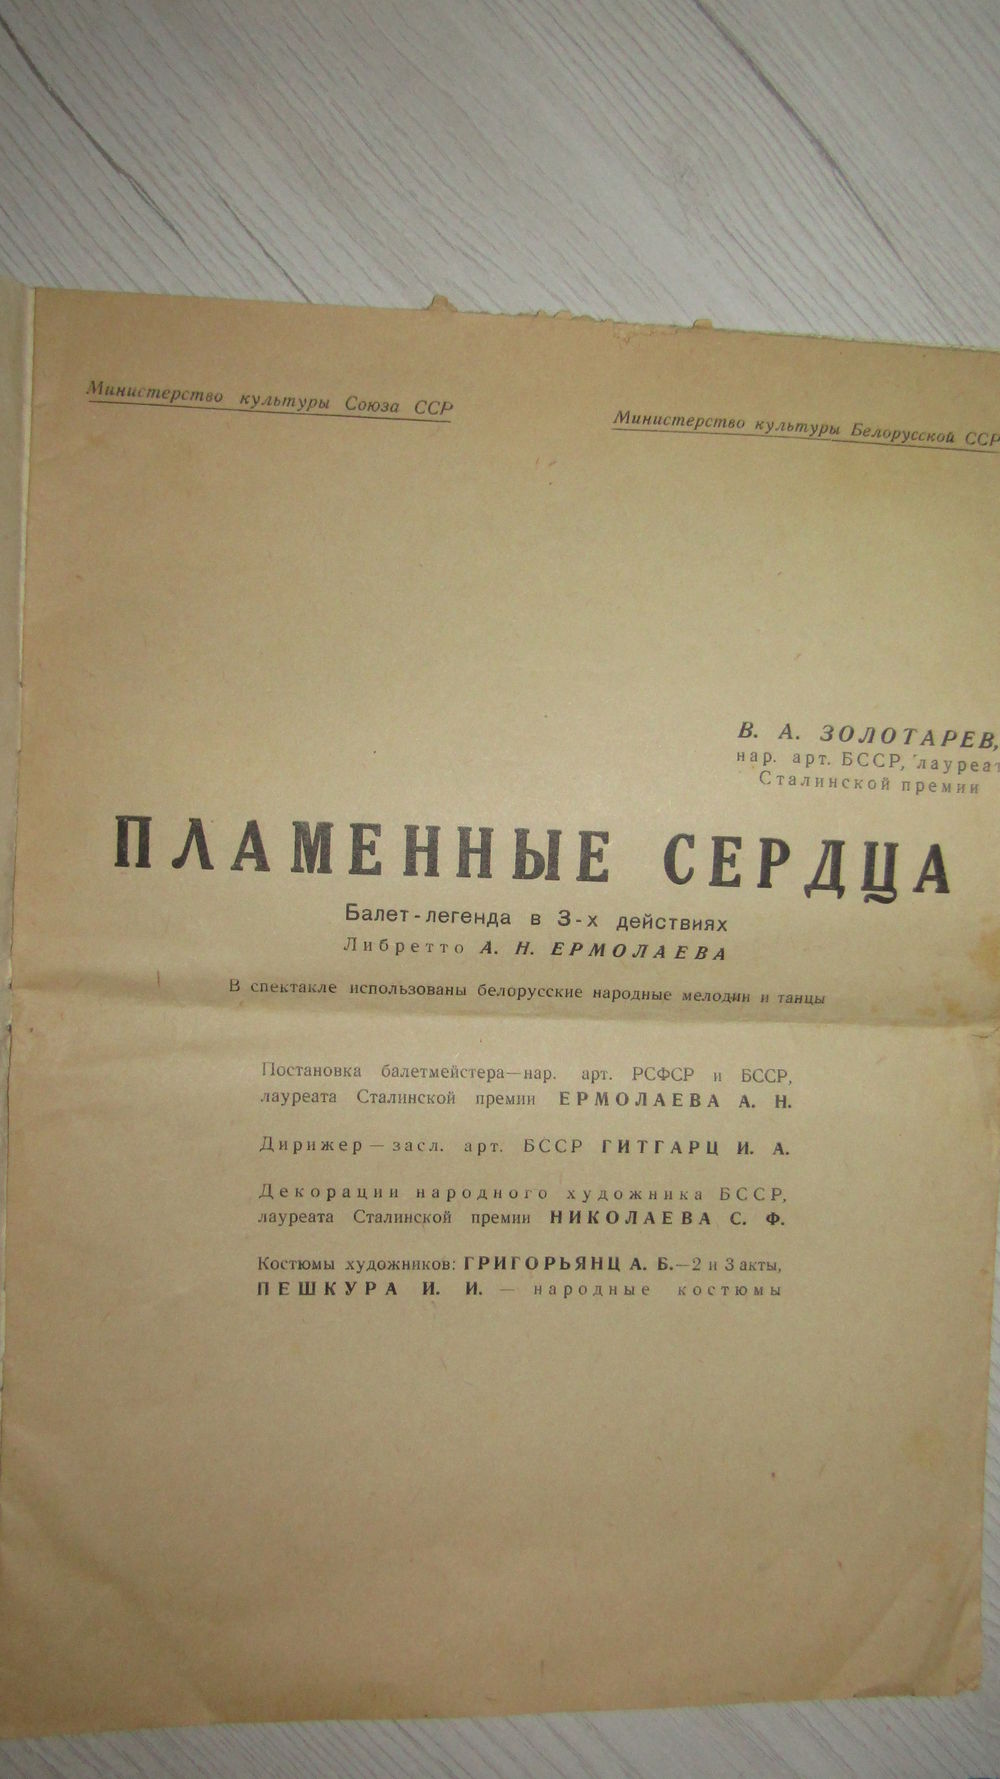 Министерство культуры Союза ССР
Министерство культуры Белорусской ССР
В. А. ЗОЛОТАРЕВ,
нар. арт. БССР, лауреат
Сталинской премии
ПЛАМЕННЫЕ СЕРДЦА
Балет-легенда в 3-х действиях
Либретто А. Н. ЕРМОЛАЕВА
В спектакле использованы белорусские народные мелодии и танцы
Постановка балетмейстера—нар. арт. РСФСР и БССР,
лауреата Сталинской премии ЕРМОЛАЕВА А. Н.
Дирижер — засл. арт. БССР ГИТГАРЦ И. А.
Декорации народного художника БССР,
лауреата Сталинской премии НИКОЛАЕВА С. Ф.
Костюмы художников: ГРИГОРЬЯНЦ А. Б.—2 и 3 акты,
ПЕШКУРА И. И. — народные костюмы